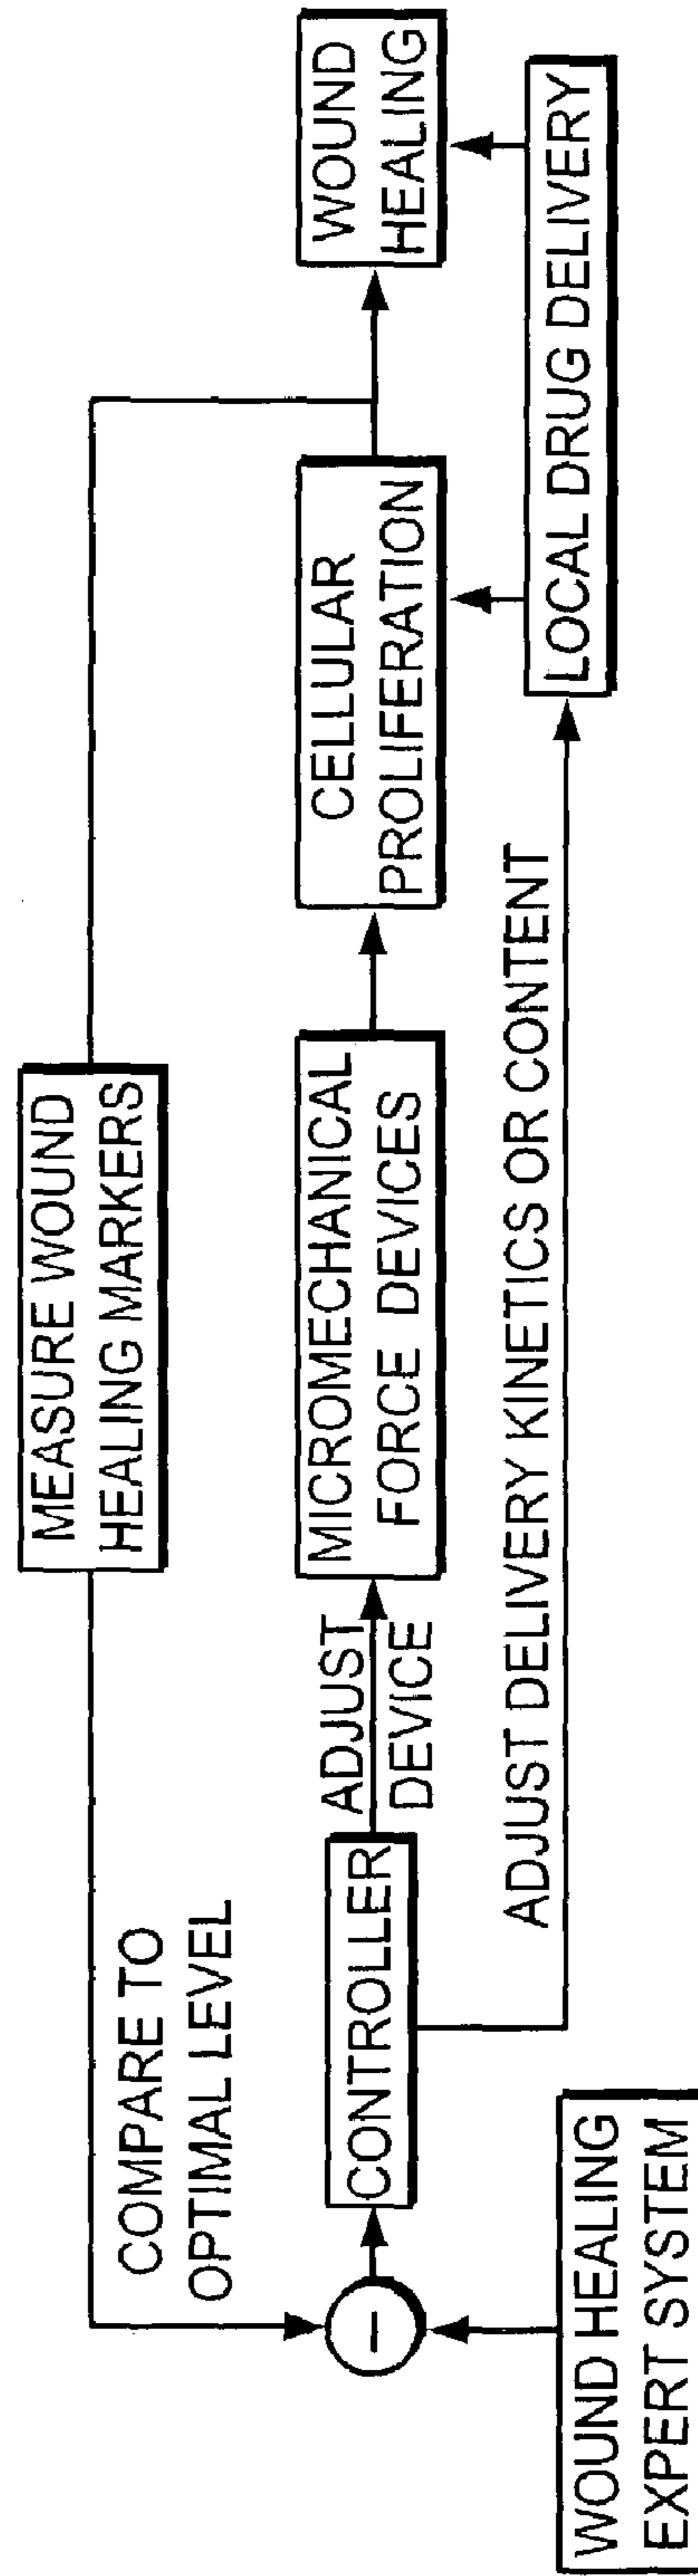 MEASURE WOUND
HEALING MARKERS
COMPARE TO
OPTIMAL LEVEL
−
CONTROLLER
ADJUST
DEVICE
MICROMECHANICAL
FORCE DEVICES
CELLULAR
PROLIFERATION
WOUND
HEALING
ADJUST DELIVERY KINETICS OR CONTENT
LOCAL DRUG DELIVERY
WOUND HEALING
EXPERT SYSTEM